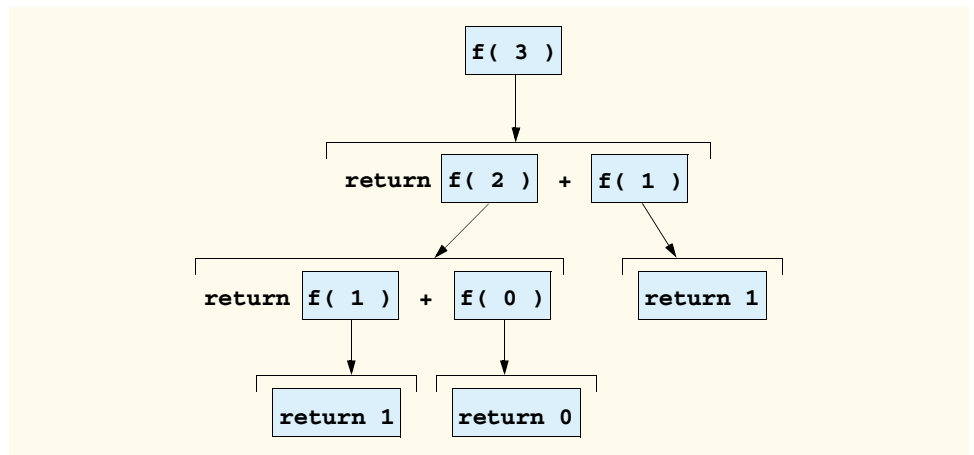 f( 3 )
return f( 2 ) + f( 1 )
return f( 1 ) + f( 0 ) return 1
return 1 return 0